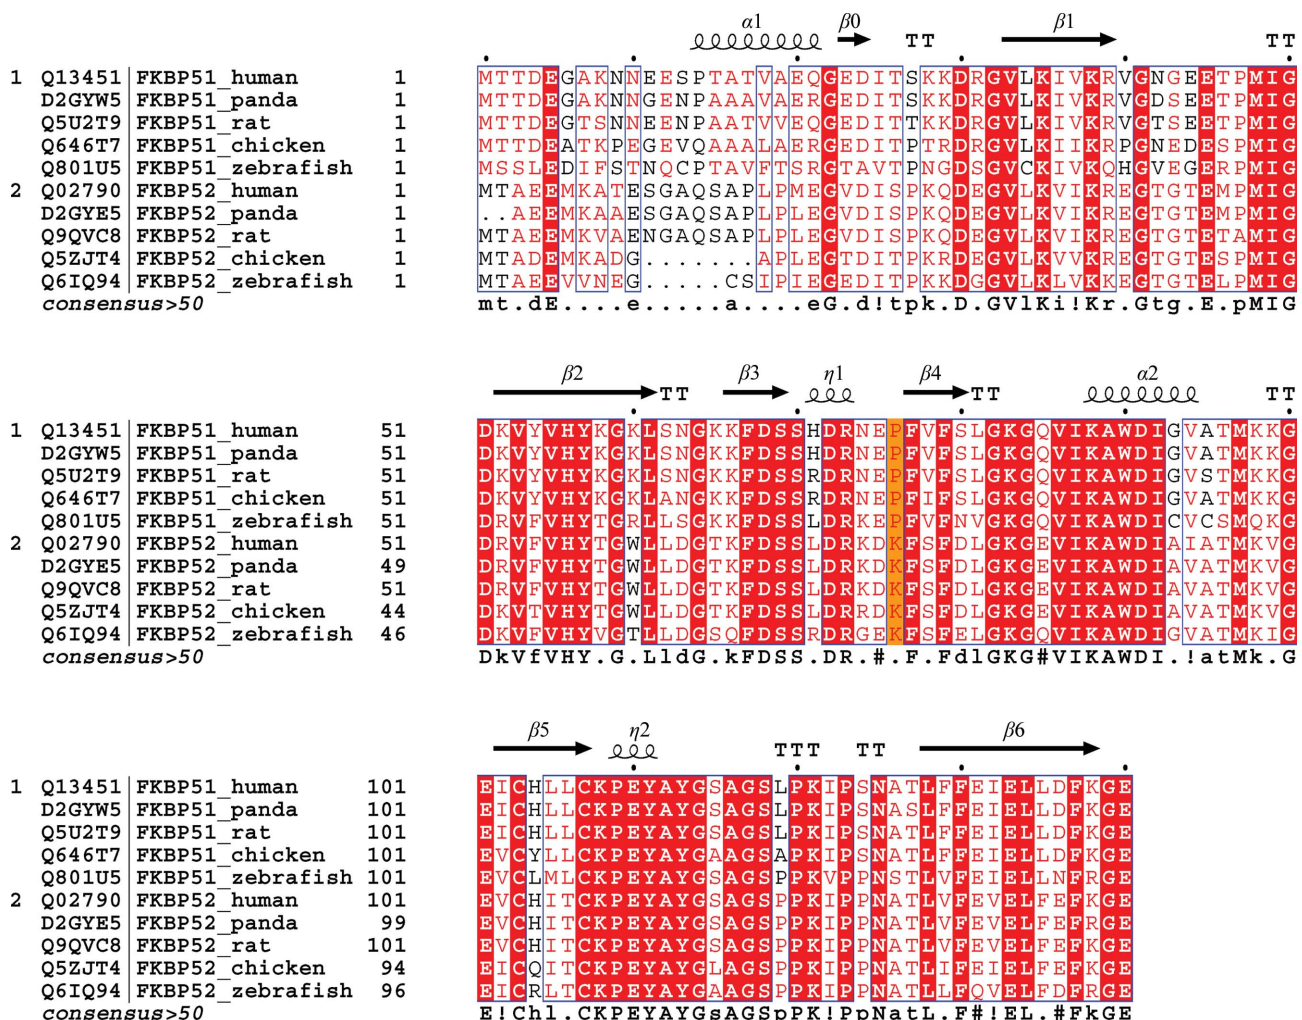 α1 β0 TT β1 TT
1 Q13451 FKBP51_human 1 MTTDEGAKNNEESPTATVAEQGEDITSKKDRGVLKIVKRVGNGEETPMIG
D2GYW5 FKBP51_panda 1 MTTDEGAKNNGENPAAAVAERGEDITSKKDRGVLKIVKRVGDSEETPMIG
Q5U2T9 FKBP51_rat 1 MTTDEGTSNNEENPAATVVEQGEDITTKKDRGVLKIVKRVGTSEETPMIG
Q646T7 FKBP51_chicken 1 MTTDEATKPEGEVQAAALAEQGEDITPTRDRGVLKIIKRPGNEDESPMIG
Q801U5 FKBP51_zebrafish 1 MSSLEDIFSTNQCPTAVFTSRGTAVTPNGDSGVCKIVKQHGVEGERPMIG
2 Q02790 FKBP52_human 1 MTAEEMKATESGAQSAPLPMEGVDISPKQDEGVLKVIKREGTGTEMPMIG
D2GYE5 FKBP52_panda 1 ..AEEMKAAESGAQSAPLPLEGVDISPKQDEGVLKVIKREGTGTEMPMIG
Q9QVC8 FKBP52_rat 1 MTAEEMKVAENGAQSAPLPLEGVDISPKQDEGVLKVIKREGTGTETAMIG
Q5ZJT4 FKBP52_chicken 1 MTADEMKADG.......APLEGTDITPKRDEGVLKVIKREGTGTESPMIG
Q6IQ94 FKBP52_zebrafish 1 MTAEEVVNEG.....CSIPIEGEDITPKKDGGVLKLVKKEGTGTELPMIG
consensus>50 mt.dE....e.....a....eG.d!tpk.D.GVlKi!Kr.Gtg.E.pMIG
β2 TT β3 η1 β4 TT α2 TT
1 Q13451 FKBP51_human 51 DKVYVHYKGKLSNGKKFDSSHDRNEPFVFSLGKGQVIKAWDIGVATMKKG
D2GYW5 FKBP51_panda 51 DKVYVHYKGKLSNGKKFDSSHDRNEPFVFSLGKGQVIKAWDIGVATMKKG
Q5U2T9 FKBP51_rat 51 DKVYVHYKGKLSNGKKFDSSRDRNEPFVFSLGKGQVIKAWDIGVSTMKKG
Q646T7 FKBP51_chicken 51 DKVYVHYKGKLANGKKFDSSRDRNEPFIFSLGKGQVIKAWDIGVATMKKG
Q801U5 FKBP51_zebrafish 51 DRVFVHYTGRLLSGKKFDSSLDRKEPFVFNVGKGQVIKAWDICVCSMQKG
2 Q02790 FKBP52_human 51 DRVFVHYTGWLLDGTKFDSSLDRKDKFSFDLGKGEVIKAWDIAIATMKVG
D2GYE5 FKBP52_panda 49 DRVFVHYTGWLLDGTKFDSSLDRKDKFSFDLGKGEVIKAWDIAVATMKVG
Q9QVC8 FKBP52_rat 51 DRVFVHYTGWLLDGTKFDSSLDRKDKFSFDLGKGEVIKAWDIAVATMKVG
Q5ZJT4 FKBP52_chicken 44 DKVTVHYTGWLLDGTKFDSSLDRRDKFSFDLGKGEVIKAWDIAVATMKVG
Q6IQ94 FKBP52_zebrafish 46 DKVFVHYVGTLLDGSQFDSSRDRGEKFSFELGKGQVIKAWDIGVATMKIG
consensus>50 DkVfVHY.G.LldG.kFDSS.DR.#.F.FdlGKG#VIKAWDI.!atMk.G
β5 η2 TTT TT β6
1 Q13451 FKBP51_human 101 EICHLLCKPEYAYGSAGSLPKIPSNATLFFEIELLDFKGE
D2GYW5 FKBP51_panda 101 EICHLLCKPEYAYGSAGSLPKIPSNASLFFEIELLDFKGE
Q5U2T9 FKBP51_rat 101 EICHLLCKPEYAYGSAGSLPKIPSNATLFFEIELLDFKGE
Q646T7 FKBP51_chicken 101 EVCYLLCKPEYAYGAAGSAPKIPSNATLFFEIELLDFKGE
Q801U5 FKBP51_zebrafish 101 EVCLMLCKPEYAYGSAGSPPKVPPNSTLVFEIELLNFRGE
2 Q02790 FKBP52_human 101 EVCHITCKPEYAYGSAGSPPKIPPNATLVFEVELFEFKGE
D2GYE5 FKBP52_panda 99 EVCHITCKPEYAYGSAGSPPKIPPNATLVFEVELFEFKGE
Q9QVC8 FKBP52_rat 101 EVCHITCKPEYAYGSAGSPPKIPPNATLVFEVELFEFKGE
Q5ZJT4 FKBP52_chicken 94 EICQITCKPEYAYGLAGSPPKIPPNATLIFEIELFEFKGE
Q6IQ94 FKBP52_zebrafish 96 EICRLTCKPEYAYGAAGSPPKIPPNATLLFQVELFDFRGE
consensus>50 E!Chl.CKPEYAYGsAGSpPK!PpNatL.F#!EL.#FkGE